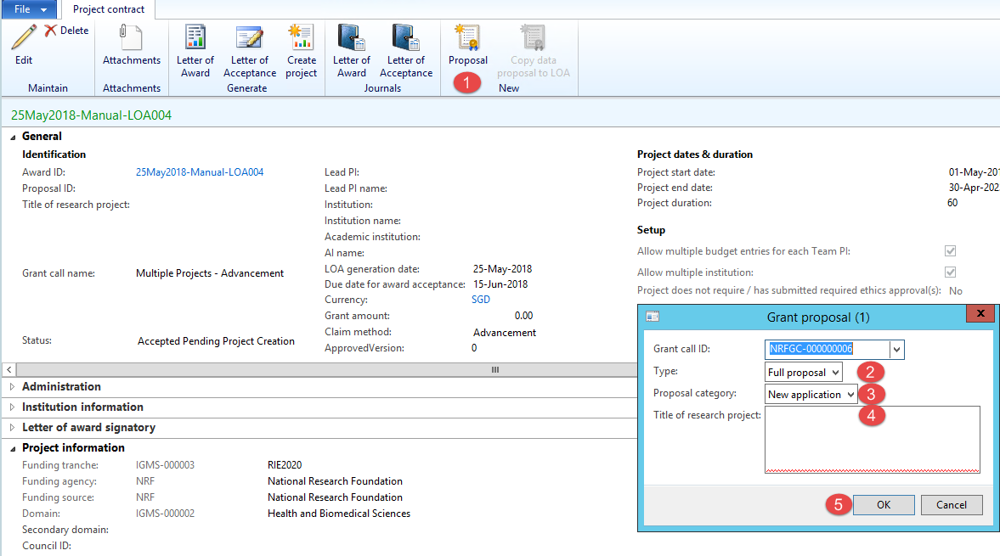 File
Project contract
Edit
Delete
Maintain
Attachments
Attachments
Letter of
Award
Letter of
Acceptance
Create
project
Generate
Letter of
Award
Letter of
Acceptance
Journals
Proposal
1
Copy data
proposal to LOA
New
25May2018-Manual-LOA004
General
Identification
Award ID: 25May2018-Manual-LOA004
Proposal ID:
Title of research project:
Grant call name: Multiple Projects - Advancement
Status: Accepted Pending Project Creation
Lead PI:
Lead PI name:
Institution:
Institution name:
Academic institution:
AI name:
LOA generation date: 25-May-2018
Due date for award acceptance: 15-Jun-2018
Currency: SGD
Grant amount: 0.00
Claim method: Advancement
ApprovedVersion: 0
Project dates & duration
Project start date: 01-May-201
Project end date: 30-Apr-202
Project duration: 60
Setup
Allow multiple budget entries for each Team PI:
Allow multiple institution:
Project does not require / has submitted required ethics approval(s): No
Administration
Institution information
Letter of award signatory
Project information
Funding tranche: IGMS-000003 RIE2020
Funding agency: NRF National Research Foundation
Funding source: NRF National Research Foundation
Domain: IGMS-000002 Health and Biomedical Sciences
Secondary domain:
Council ID:
Grant proposal (1)
Grant call ID: NRFGC-000000006
Type: Full proposal 2
Proposal category: New application 3
Title of research project: 4
5 OK Cancel